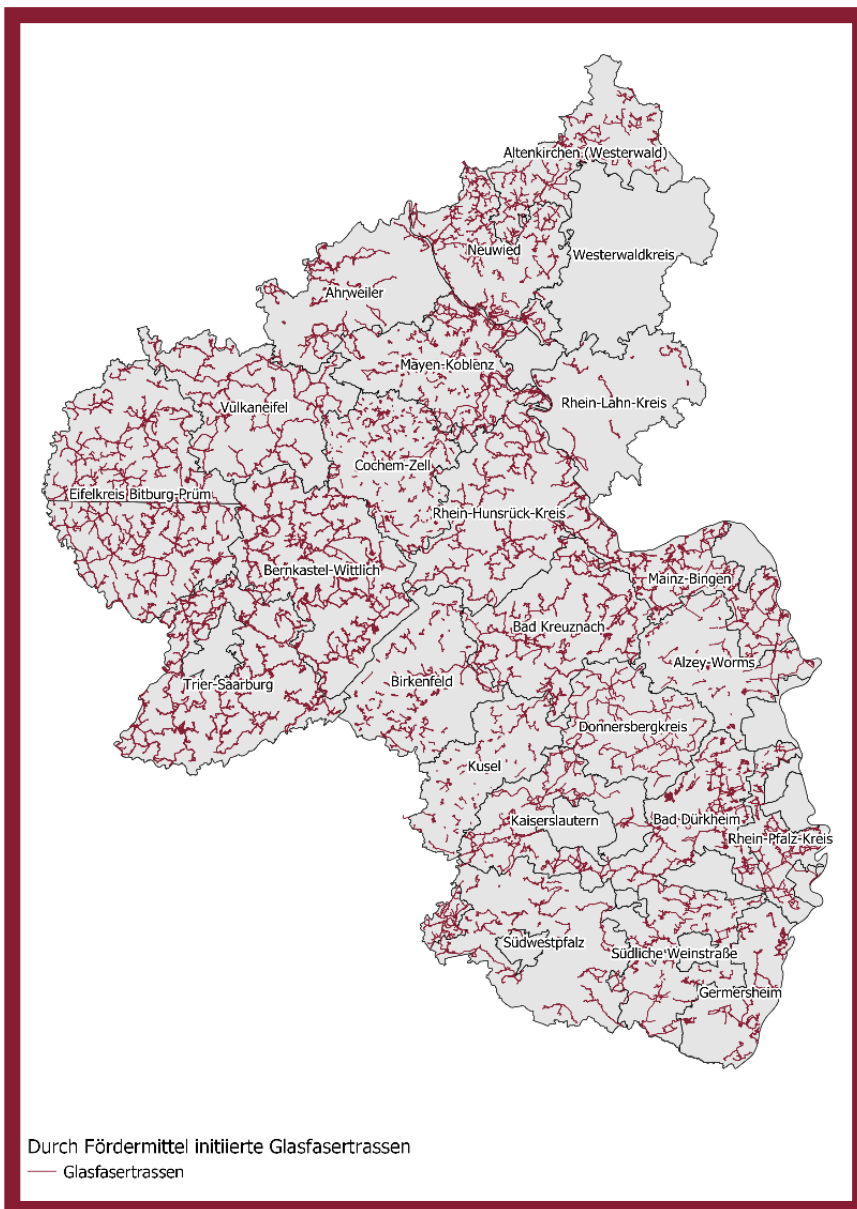 Altenkirchen (Westerwald)
Neuwied
Westerwaldkreis
Ahrweiler
Mayen-Koblenz
Rhein-Lahn-Kreis
Vulkaneifel
Cochem-Zell
Eifelkreis Bitburg-Prüm
Rhein-Hunsrück-Kreis
Bernkastel-Wittlich
Mainz-Bingen
Bad Kreuznach
Alzey-Worms
Trier-Saarburg
Birkenfeld
Donnersbergkreis
Kusel
Kaiserslautern
Bad Dürkheim
Rhein-Pfalz-Kreis
Südwestpfalz
Südliche Weinstraße
Germersheim
Durch Fördermittel initiierte Glasfasertrassen
Glasfasertrassen